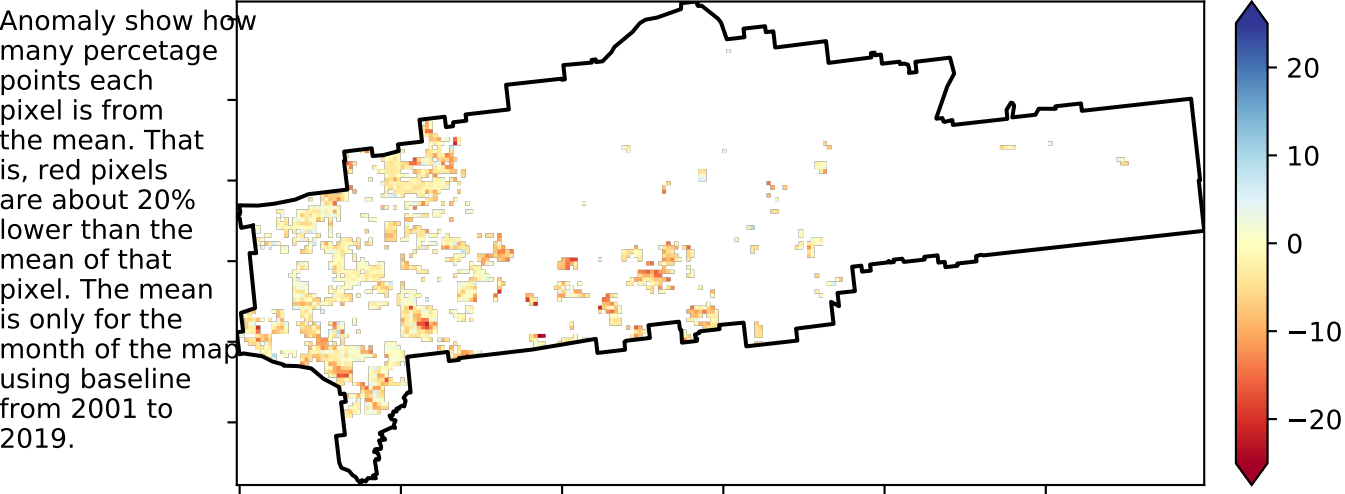 Anomaly show how
many percetage
points each
pixel is from
the mean. That
is, red pixels
are about 20%
lower than the
mean of that
pixel. The mean
is only for the
month of the map
using baseline
from 2001 to
2019.
20
10
0
−10
−20